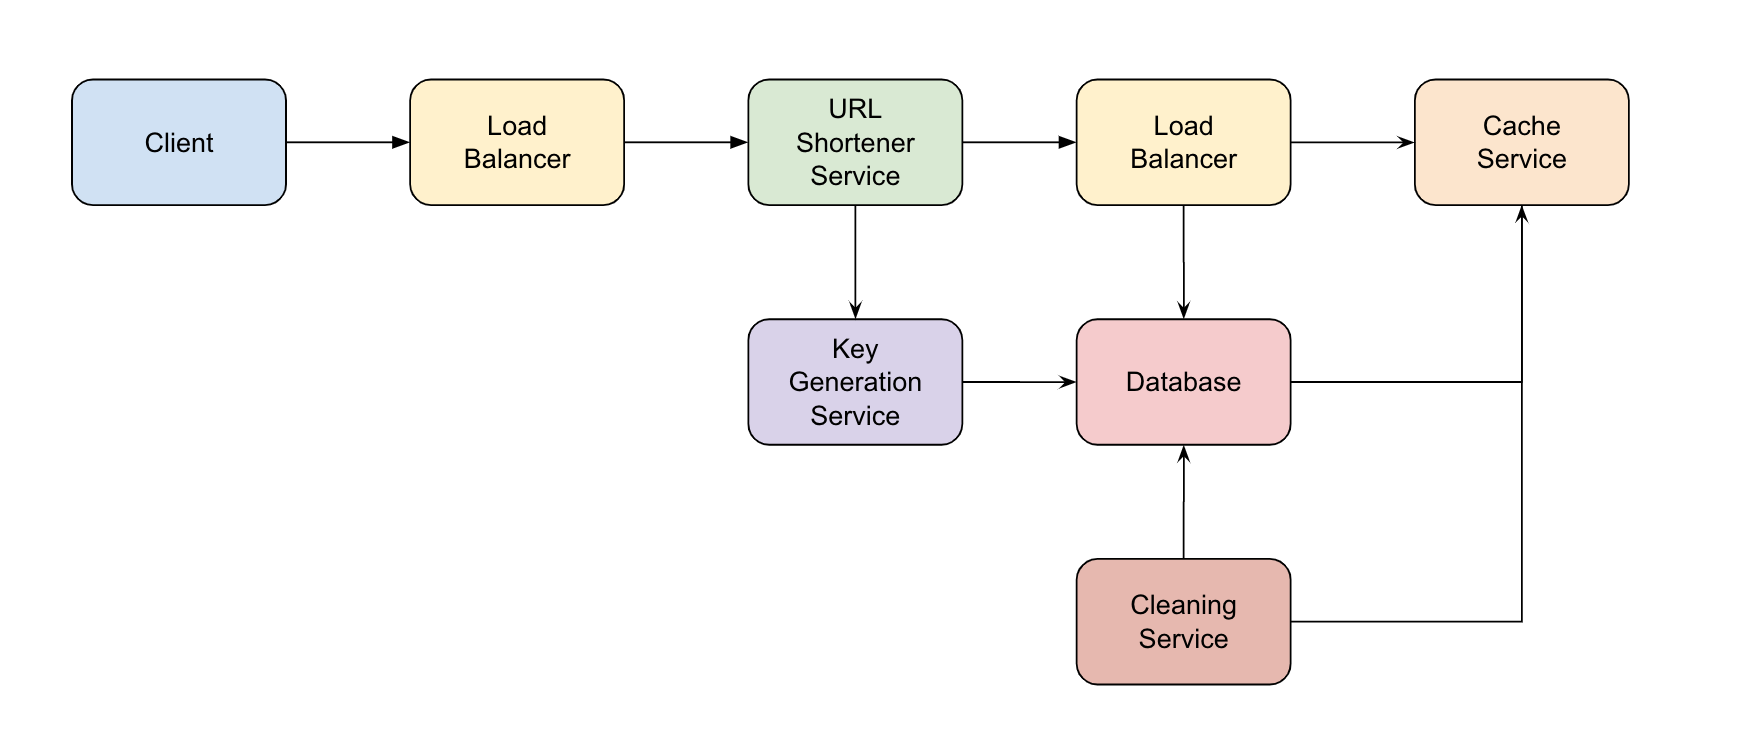 Client
Load
Balancer
URL
Shortener
Service
Load
Balancer
Cache
Service
Key
Generation
Service
Database
Cleaning
Service